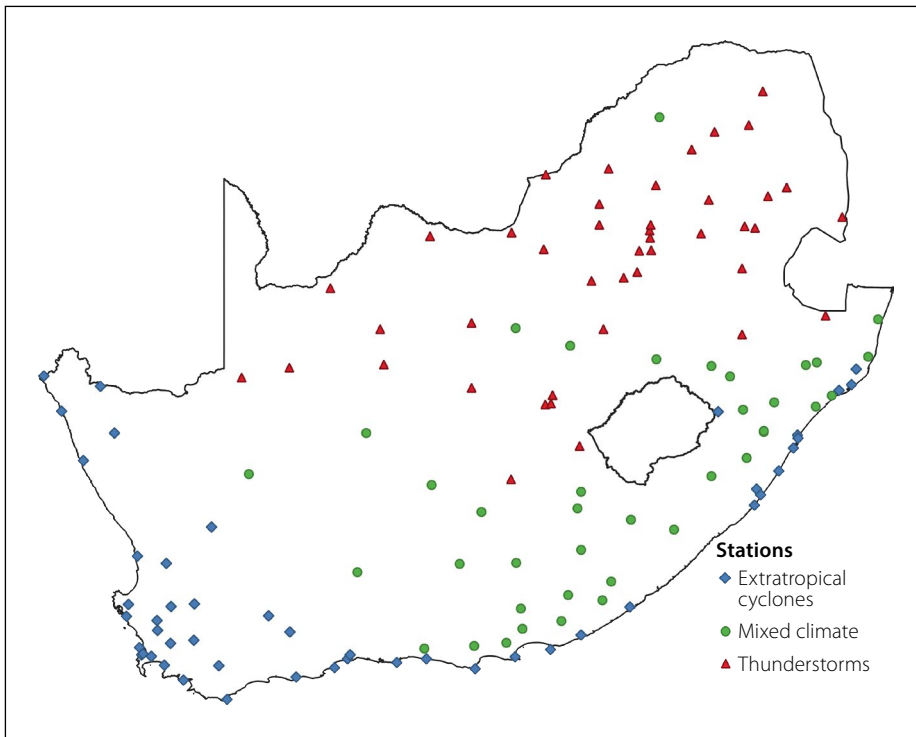 Stations
Extratropical
cyclones
Mixed climate
Thunderstorms